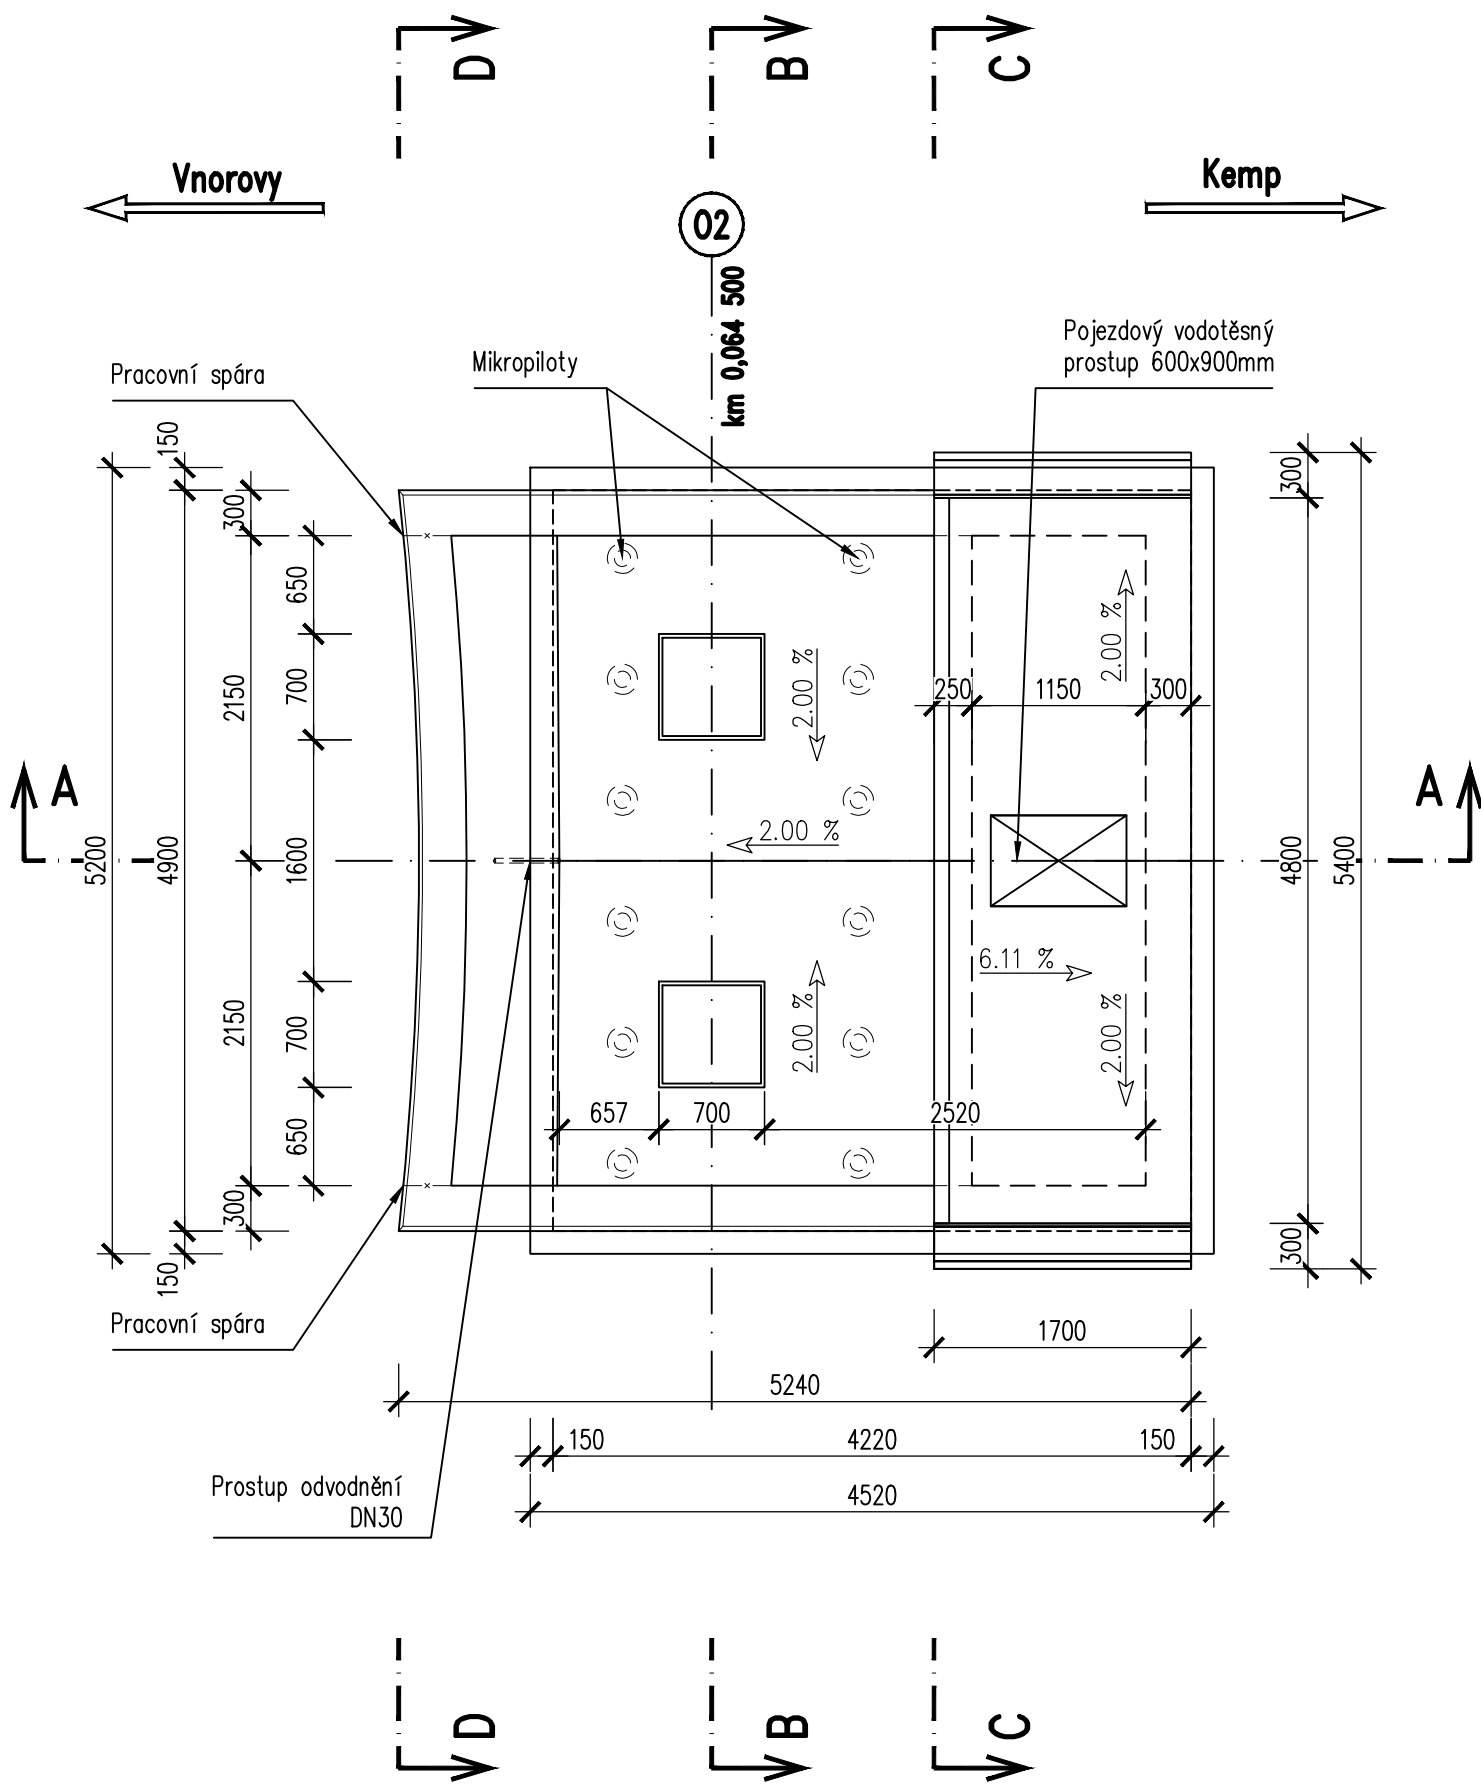 D
B
C
Vnorovy
Kemp
02
km 0,064 500
Pojezdový vodotěsný
prostup 600x900mm
Mikropiloty
Pracovní spára
150
300
650
700
2150
5200
4900
1600
2150
700
650
300
150
300
4800
5400
300
A
A
2.00 %
2.00 %
250
1150
300
2.00 %
6.11 %
2.00 %
2.00 %
657
700
2520
Pracovní spára
1700
5240
150
4220
150
4520
Prostup odvodnění
DN30
D
B
C